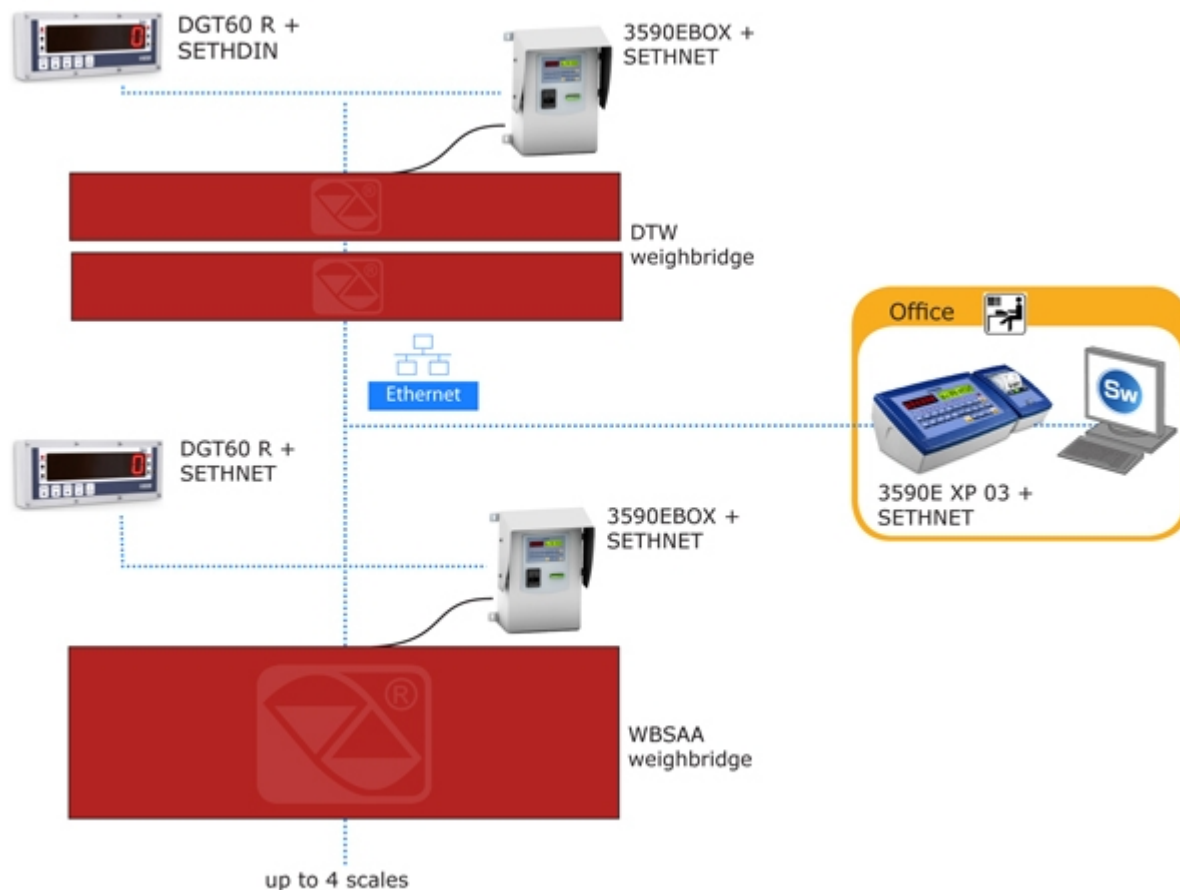 DGT60 R +
SETHDIN
3590EBOX +
SETHNET
DTW
weighbridge
Office
Ethernet
Sw
3590E XP 03 +
SETHNET
DGT60 R +
SETHNET
3590EBOX +
SETHNET
WBSAA
weighbridge
up to 4 scales